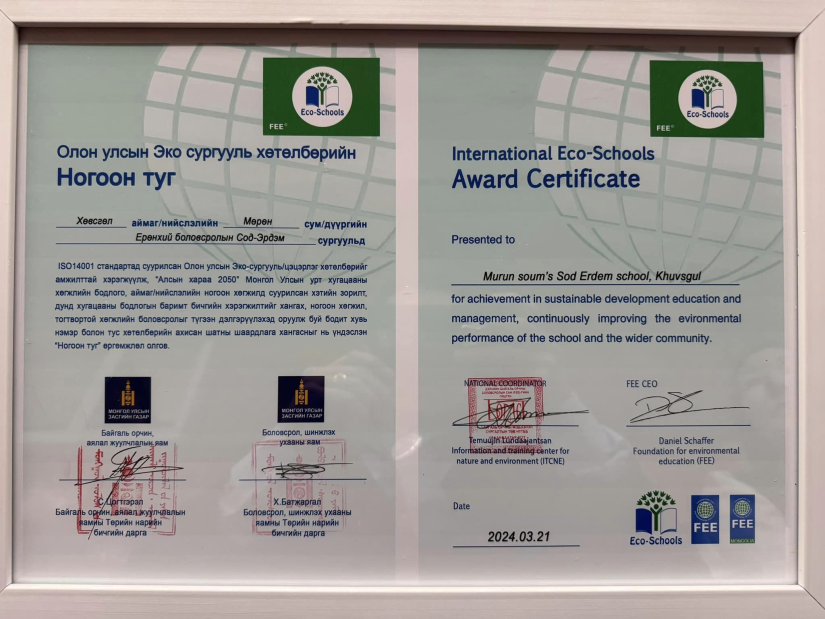 Eco-Schools
FEE®
Олон улсын Эко сургууль хөтөлбөрийн
Ногоон туг
Хөвсгөл аймаг/нийслэлийн Мөрөн сум/дүүргийн
Ерөнхий боловсролын Сод-Эрдэм сургуульд
ISO14001 стандартад суурилсан Олон улсын Эко-сургууль/цэцэрлэг хөтөлбөрийг
амжилттай хэрэгжүүлж, "Алсын хараа 2050" Монгол Улсын урт хугацааны
хөгжлийн бодлого, аймаг/нийслэлийн ногоон хөгжилд суурилсан хэтийн зорилт,
дунд хугацааны бодлогын баримт бичгийн хэрэгжилтийг хангах, ногоон хөгжил,
тогтвортой хөгжлийн боловсролыг түгээн дэлгэрүүлэхэд оруулж буй бодит хувь
нэмэр болон тус хөтөлбөрийн ахисан шатны шаардлага хангасныг нь үндэслэн
"Ногоон туг" өргөмжлөл олгов.
МОНГОЛ УЛСЫН
ЗАСГИЙН ГАЗАР
Байгаль орчин,
аялал жуулчлалын яам
С.Цогтгэрэл
Байгаль орчин, аялал жуулчлалын
яамны Төрийн нарийн
бичгийн дарга
МОНГОЛ УЛСЫН
ЗАСГИЙН ГАЗАР
Боловсрол, шинжлэх
ухааны яам
Х.Батжаргал
Боловсрол, шинжлэх ухааны
яамны Төрийн нарийн
бичгийн дарга
Eco-Schools
FEE®
International Eco-Schools
Award Certificate
Presented to
Murun soum's Sod Erdem school, Khuvsgul
for achievement in sustainable development education and
management, continuously improving the evironmental
performance of the school and the wider community.
NATIONAL COORDINATOR
Temuujin Lundaajantsan
Information and training center for
nature and environment (ITCNE)
FEE CEO
Daniel Schaffer
Foundation for environmental
education (FEE)
Date
2024.03.21
Eco-Schools
FEE
FEE
MONGOLIA